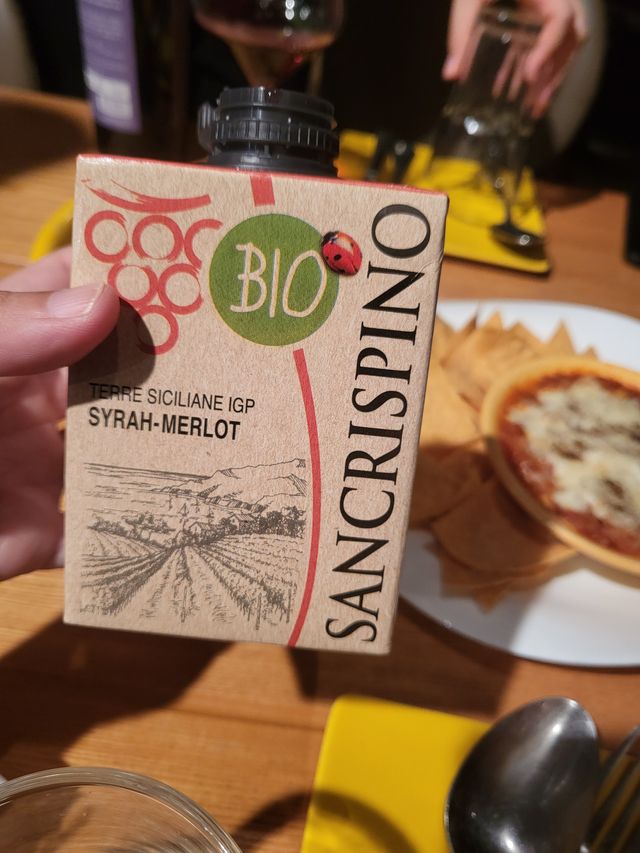 BIO
TERRE SICILIANE IGP
SYRAH-MERLOT
SANCRISPINO